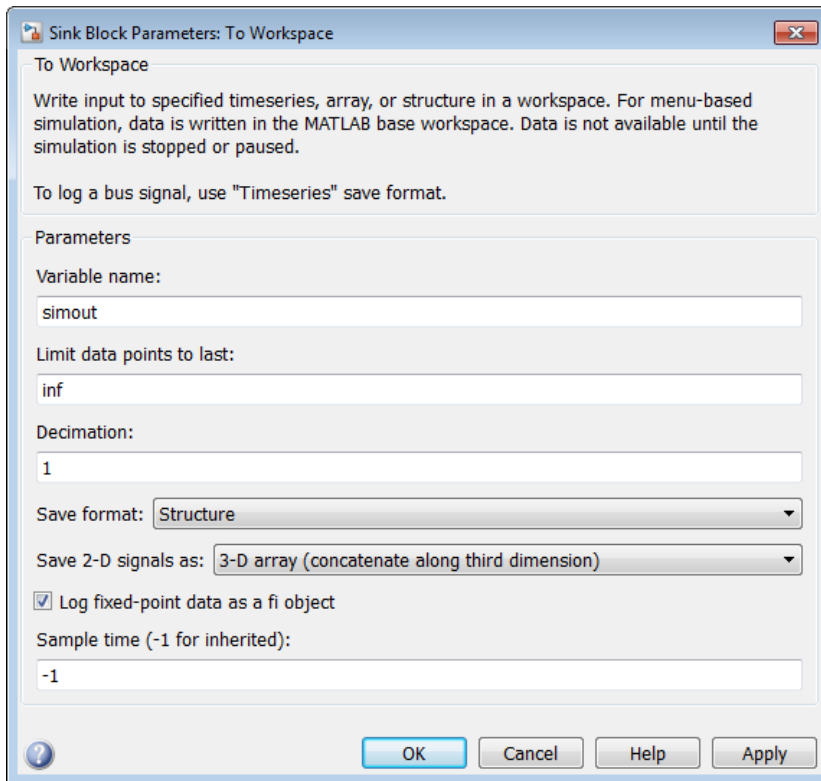 Sink Block Parameters: To Workspace
To Workspace
Write input to specified timeseries, array, or structure in a workspace. For menu-based
simulation, data is written in the MATLAB base workspace. Data is not available until the
simulation is stopped or paused.
To log a bus signal, use "Timeseries" save format.
Parameters
Variable name:
simout
Limit data points to last:
inf
Decimation:
1
Save format: Structure
Save 2-D signals as: 3-D array (concatenate along third dimension)
Log fixed-point data as a fi object
Sample time (-1 for inherited):
-1
? OK Cancel Help Apply